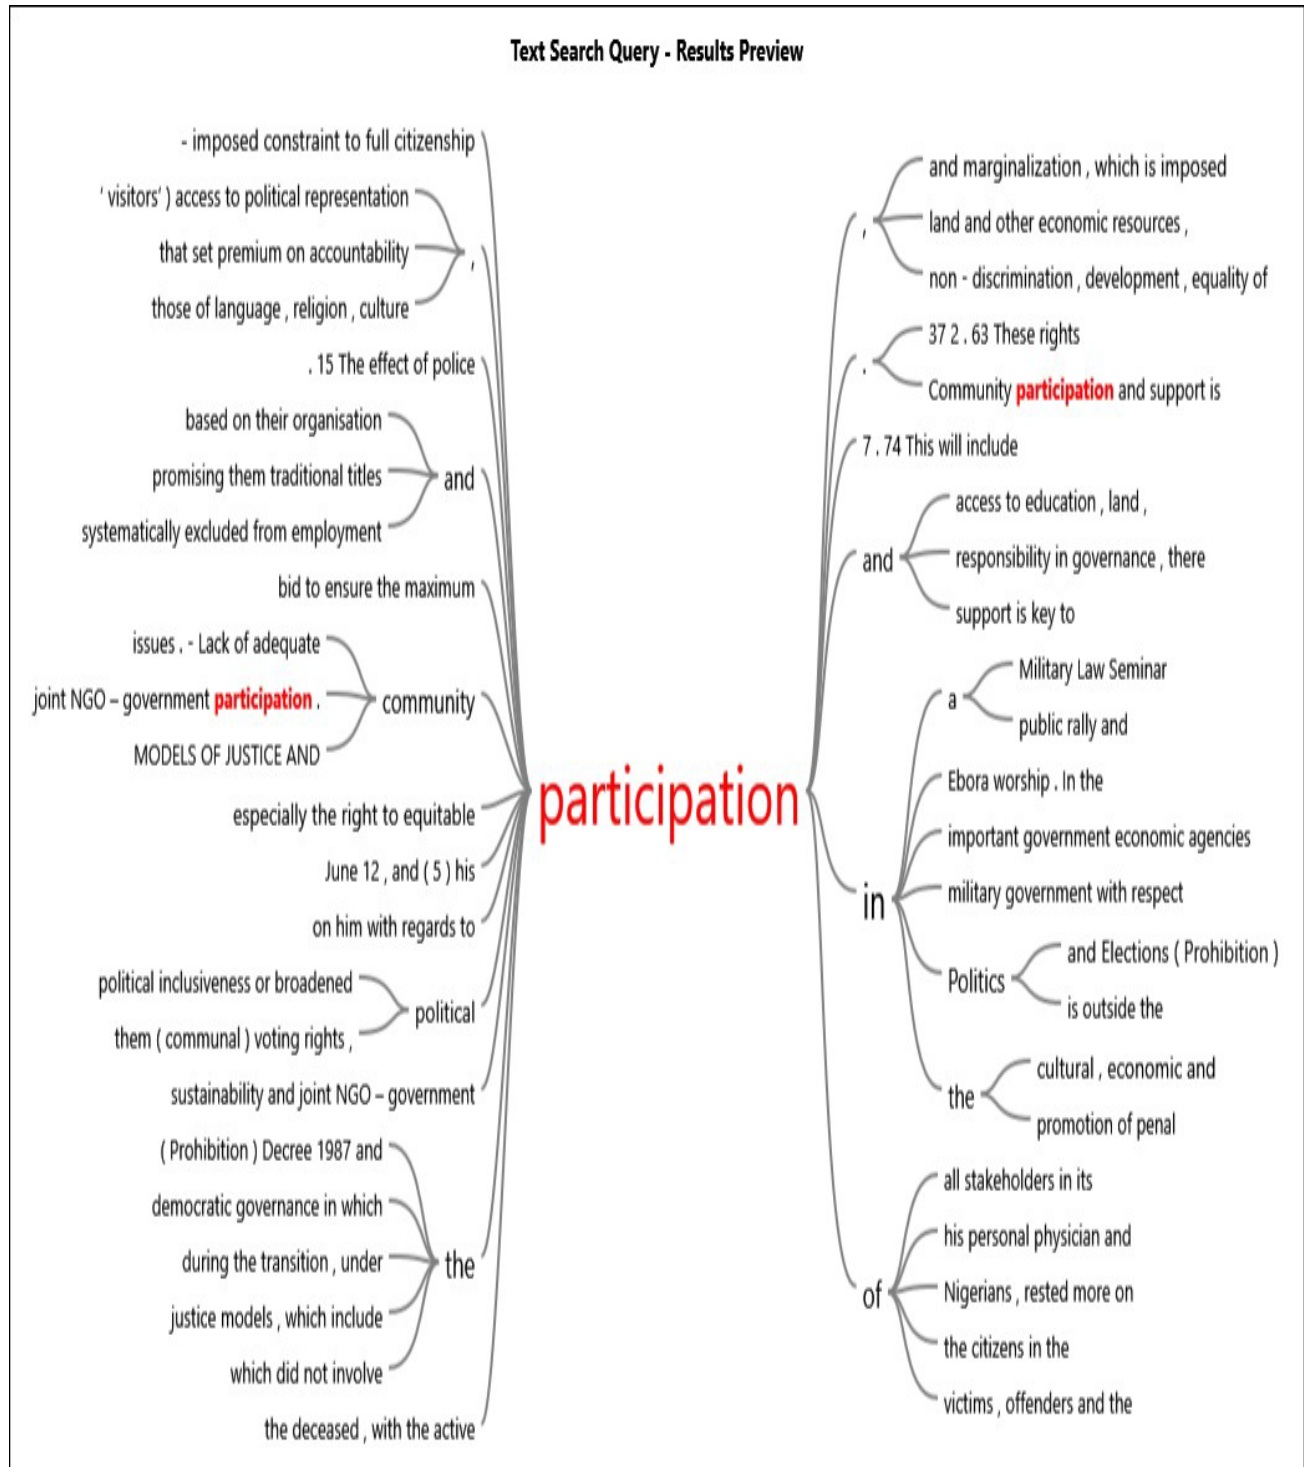 Text Search Query - Results Preview
- imposed constraint to full citizenship
' visitors' ) access to political representation
that set premium on accountability
those of language , religion , culture
,
. 15 The effect of police
based on their organisation
promising them traditional titles
systematically excluded from employment
and
bid to ensure the maximum
issues . - Lack of adequate
joint NGO – government participation .
MODELS OF JUSTICE AND
community
especially the right to equitable
June 12 , and ( 5 ) his
on him with regards to
political inclusiveness or broadened
them ( communal ) voting rights ,
political
sustainability and joint NGO – government
( Prohibition ) Decree 1987 and
democratic governance in which
during the transition , under
justice models , which include
which did not involve
the
the deceased , with the active
participation
,
and marginalization , which is imposed
land and other economic resources ,
non - discrimination , development , equality of
.
37 2 . 63 These rights
Community participation and support is
7 . 74 This will include
and
access to education , land ,
responsibility in governance , there
support is key to
in
a
Military Law Seminar
public rally and
Ebora worship . In the
important government economic agencies
military government with respect
Politics
and Elections ( Prohibition )
is outside the
the
cultural , economic and
promotion of penal
of
all stakeholders in its
his personal physician and
Nigerians , rested more on
the citizens in the
victims , offenders and the